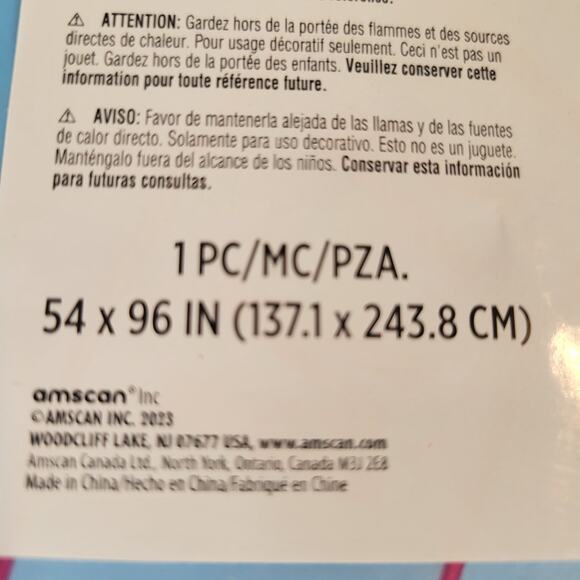 ⚠ ATTENTION: Gardez hors de la portée des flammes et des sources
directes de chaleur. Pour usage décoratif seulement. Ceci n'est pas un
jouet. Gardez hors de la portée des enfants. Veuillez conserver cette
information pour toute référence future.
⚠ AVISO: Favor de mantenerla alejada de las llamas y de las fuentes
de calor directo. Solamente para uso decorativo. Esto no es un juguete.
Manténgalo fuera del alcance de los niños. Conservar esta información
para futuras consultas.
1 PC/MC/PZA.
54 x 96 IN (137.1 x 243.8 CM)
amscan® Inc
©AMSCAN INC. 2023
WOODCLIFF LAKE, NJ 07677 USA, www.amscan.com
Amscan Canada Ltd., North York, Ontario, Canada M3J 2E8
Made in China/Hecho en China/Fabriqué en Chine